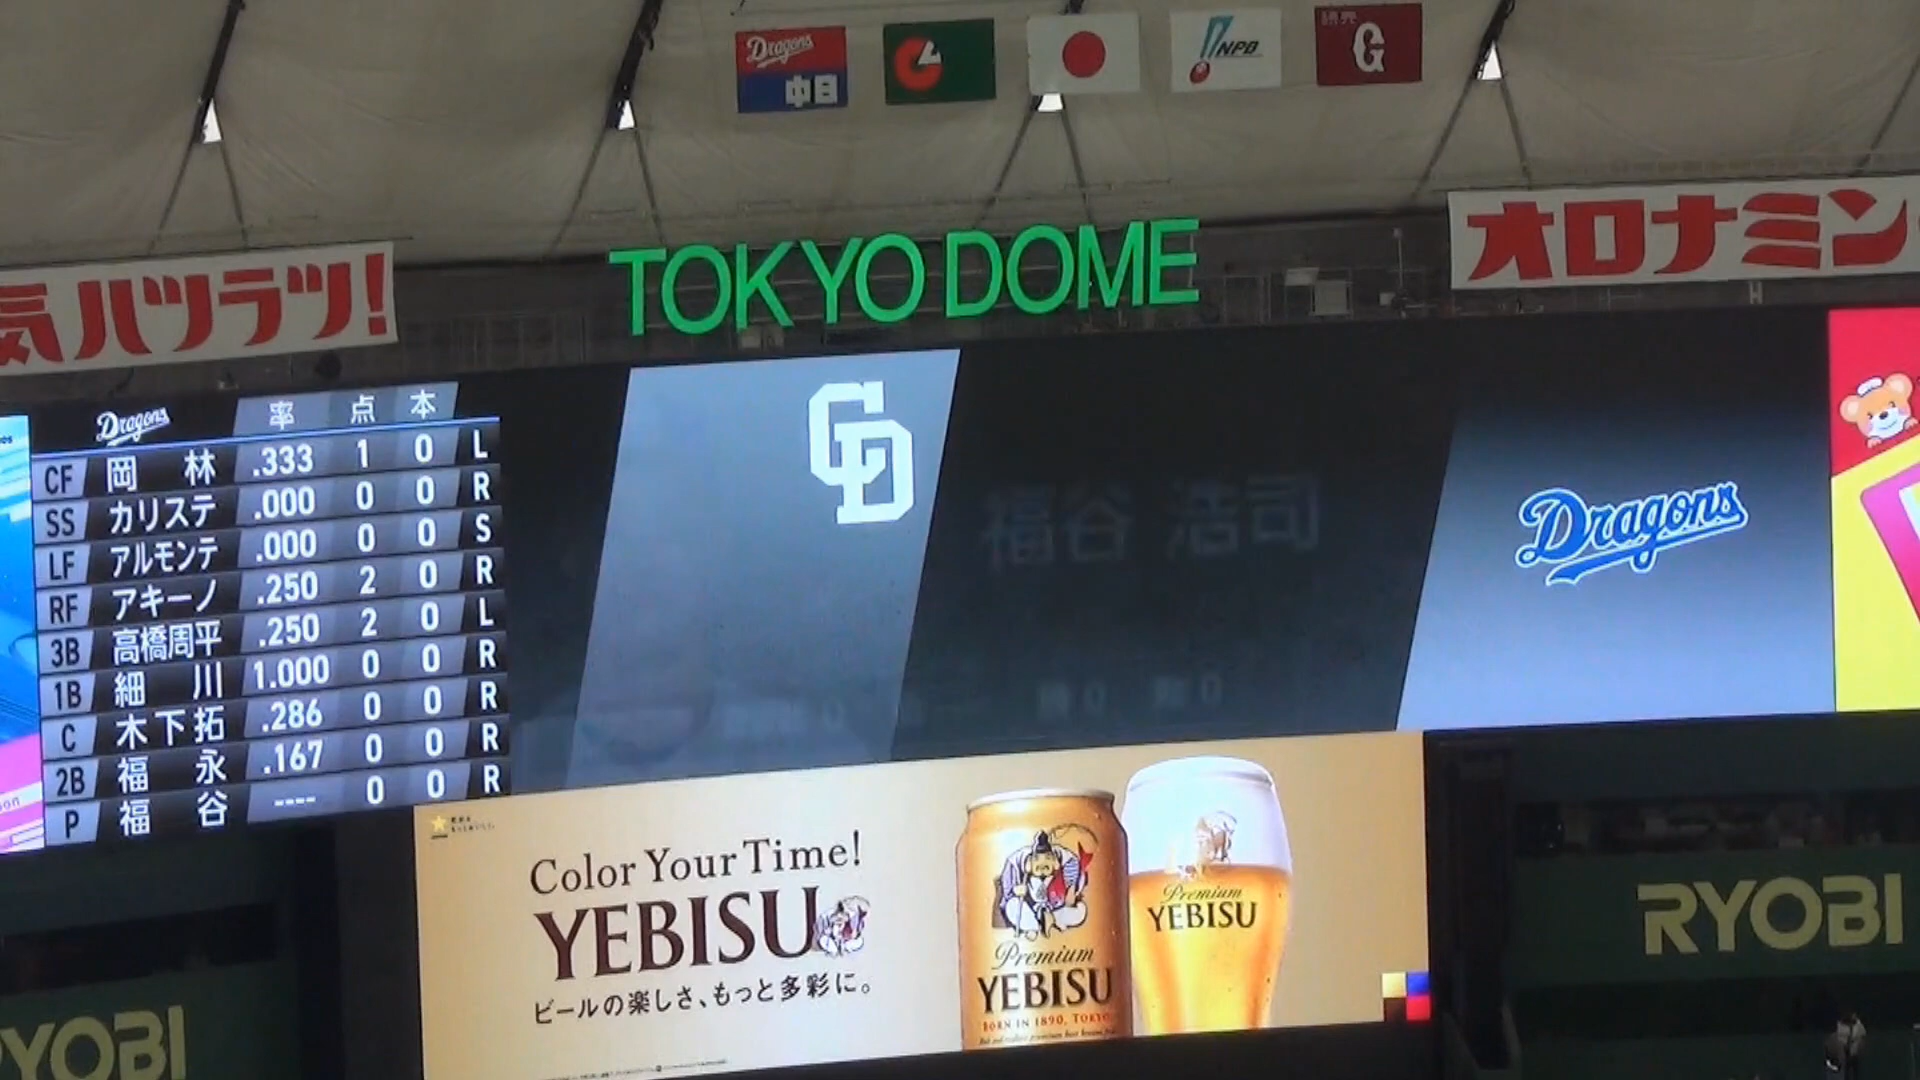 Dragons
中日
NPB
読売
G
気ハツラツ!
TOKYO DOME
オロナミン
Dragons 率 点 本
CF 岡 林 .333 1 0 L
SS カリステ .000 0 0 R
LF アルモンテ .000 0 0 S
RF アキーノ .250 2 0 R
3B 高橋周平 .250 2 0 L
1B 細 川 1.000 0 0 R
C 木下拓 .286 0 0 R
2B 福 永 .167 0 0 R
P 福 谷 ---- 0 0 R
CD
福谷 浩司
Dragons
Color Your Time!
YEBISU
ビールの楽しさ、もっと多彩に。
Premium
YEBISU
BORN IN 1890, TOKYO
Premium
YEBISU
RYOBI
YOBI